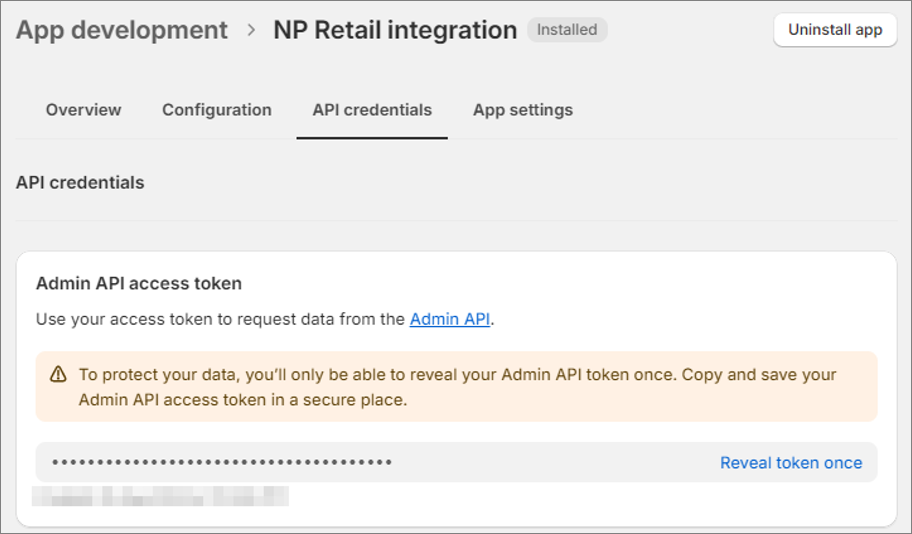 App development > NP Retail integration Installed Uninstall app
Overview Configuration API credentials App settings
API credentials
Admin API access token
Use your access token to request data from the Admin API.
To protect your data, you’ll only be able to reveal your Admin API token once. Copy and save your
Admin API access token in a secure place.
•••••••••••••••••••••••••••••••••••••• Reveal token once